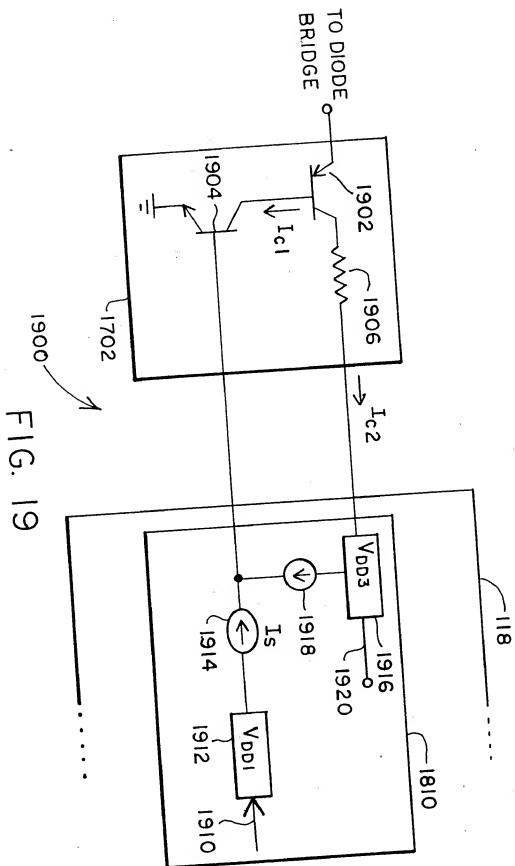 TO DIODE
BRIDGE
1902
1904
Ic1
1906
1702
1900
Ic2
FIG. 19
118
VDD3
1916
1918
1920
Is
1914
VDD1
1912
1910
1810